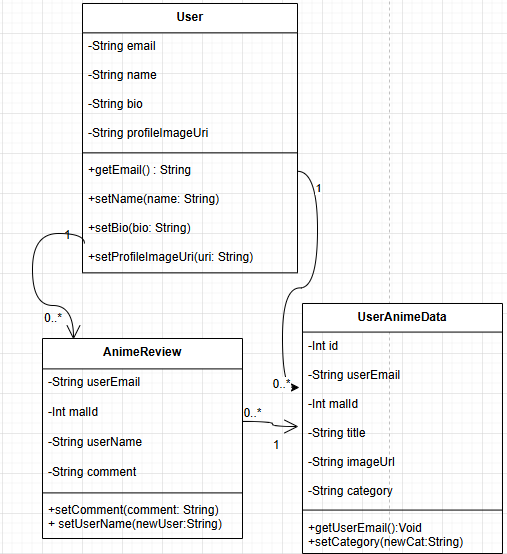 User
-String email
-String name
-String bio
-String profileImageUri
+getEmail() : String
+setName(name: String)
+setBio(bio: String)
+setProfileImageUri(uri: String)
1
1
0..*
0..*
AnimeReview
-String userEmail
-Int malId
-String userName
-String comment
+setComment(comment: String)
+ setUserName(newUser:String)
0..*
1
UserAnimeData
-Int id
-String userEmail
-Int malId
-String title
-String imageUrl
-String category
+getUserEmail():Void
+setCategory(newCat:String)